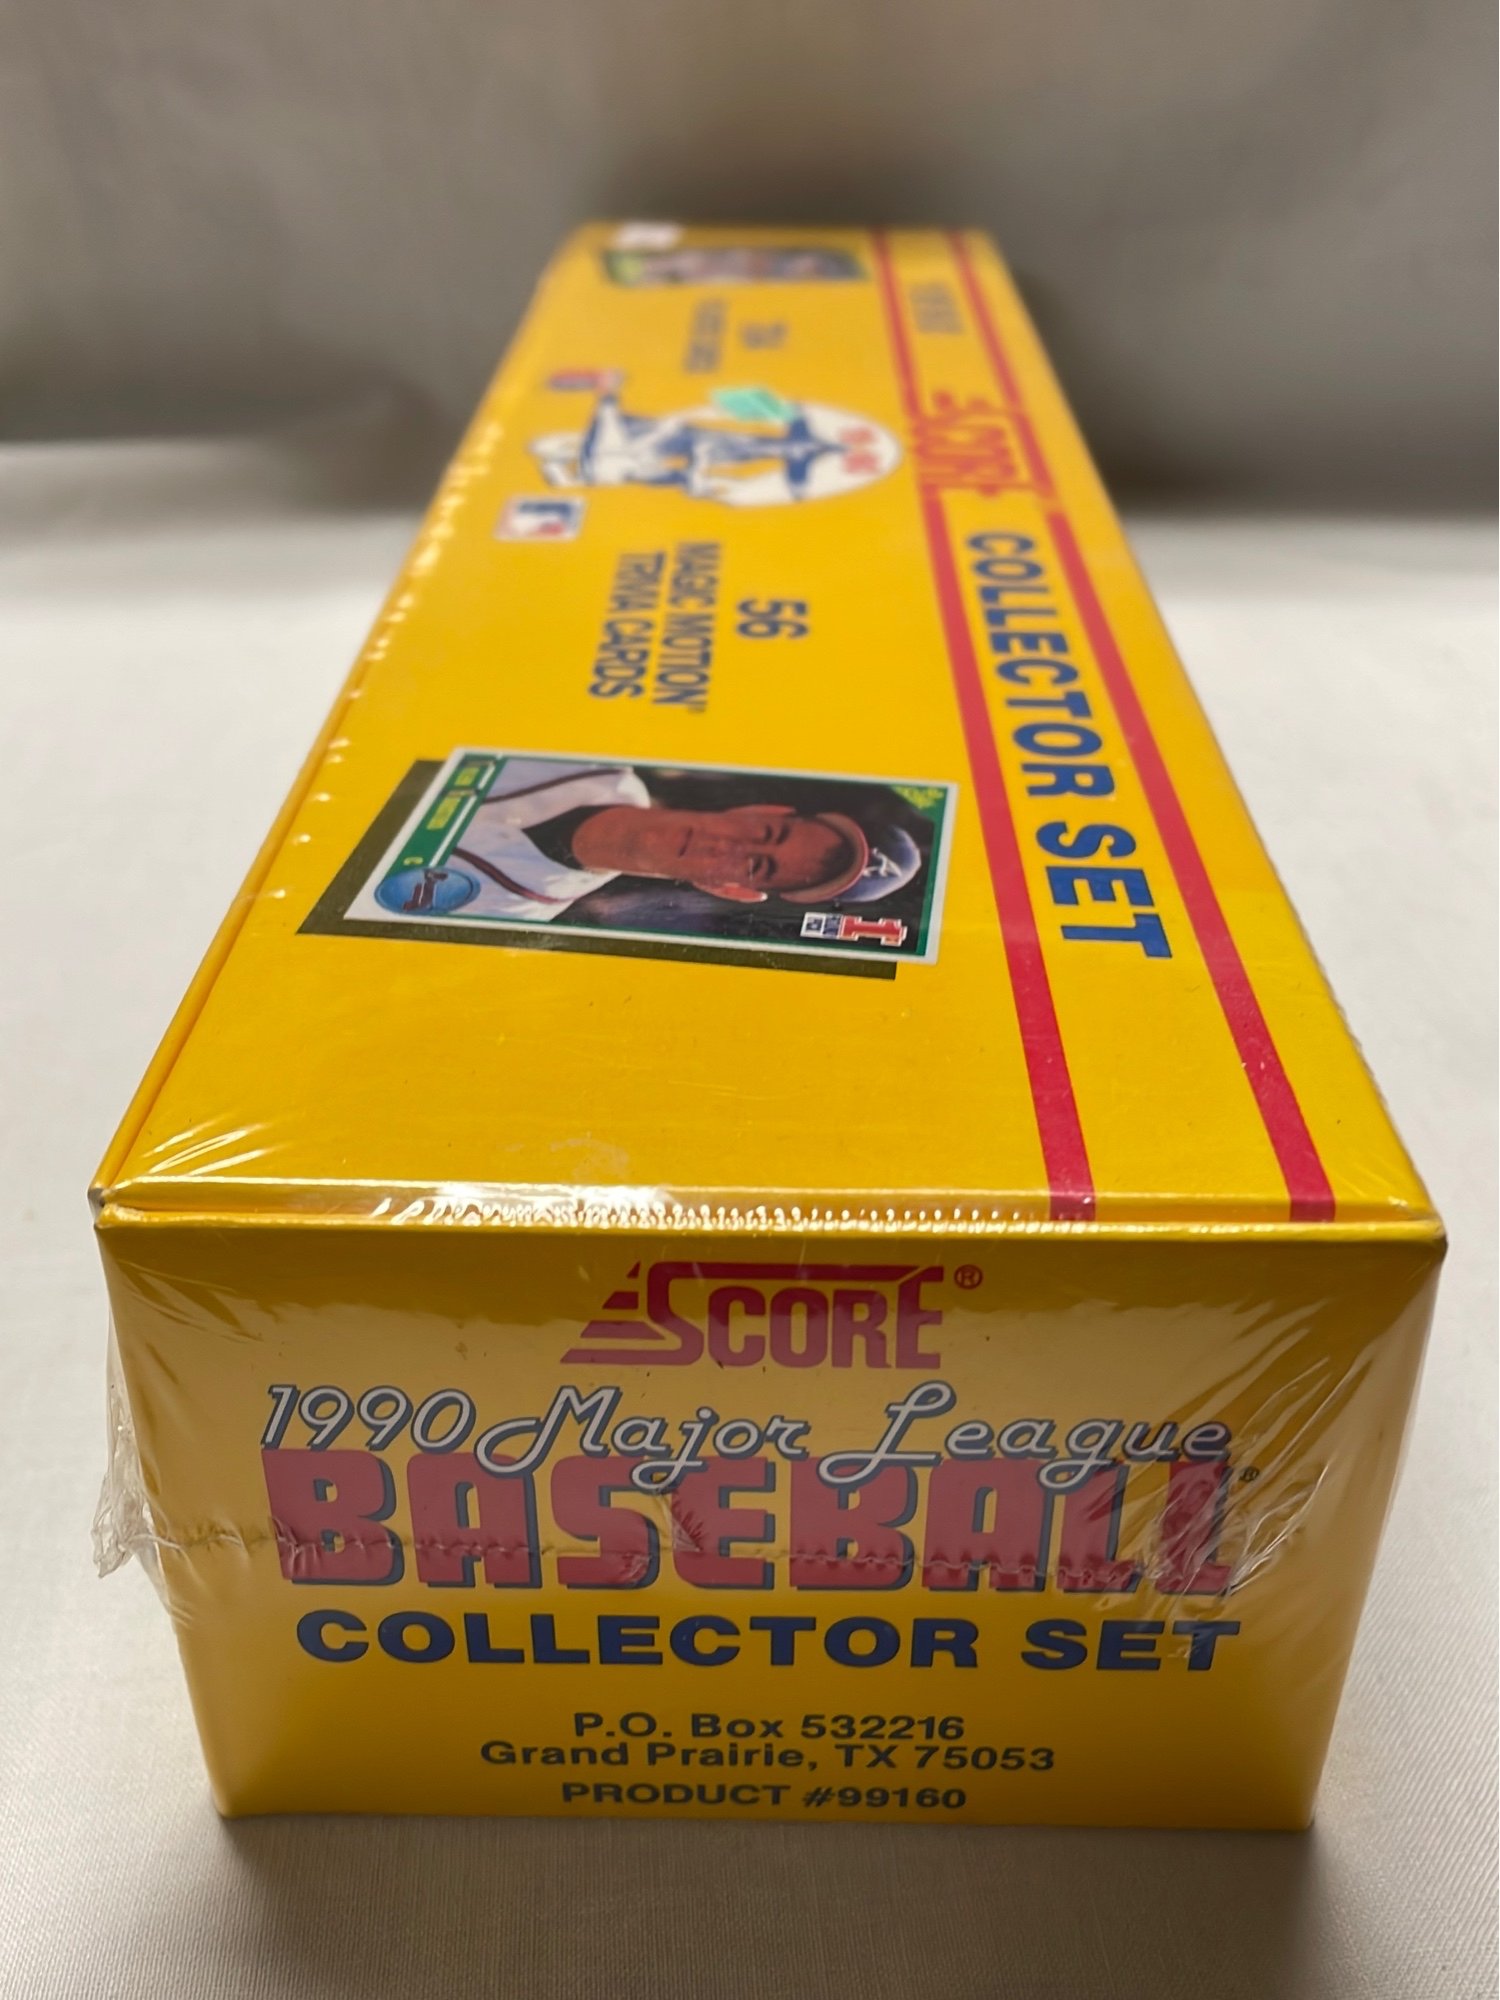 1990
SCORE COLLECTOR SET
56
MAGIC MOTION
TRIVIA CARDS
C
SCORE®
1990 Major League
BASEBALL®
COLLECTOR SET
P.O. Box 532216
Grand Prairie, TX 75053
PRODUCT #99160